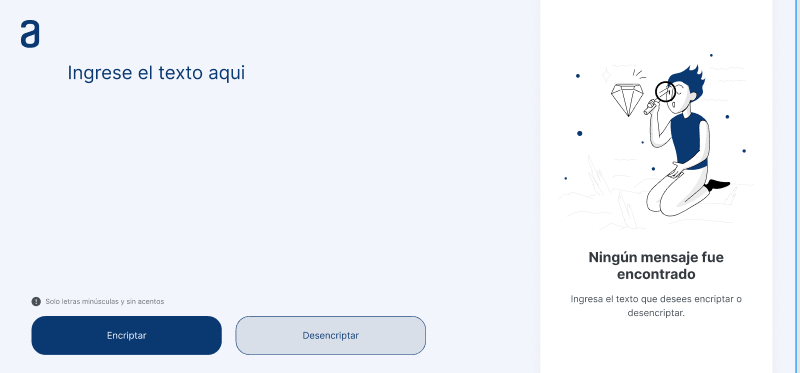 a
Ingrese el texto aqui
Solo letras minúsculas y sin acentos
Encriptar
Desencriptar
Ningún mensaje fue
encontrado
Ingresa el texto que desees encriptar o
desencriptar.